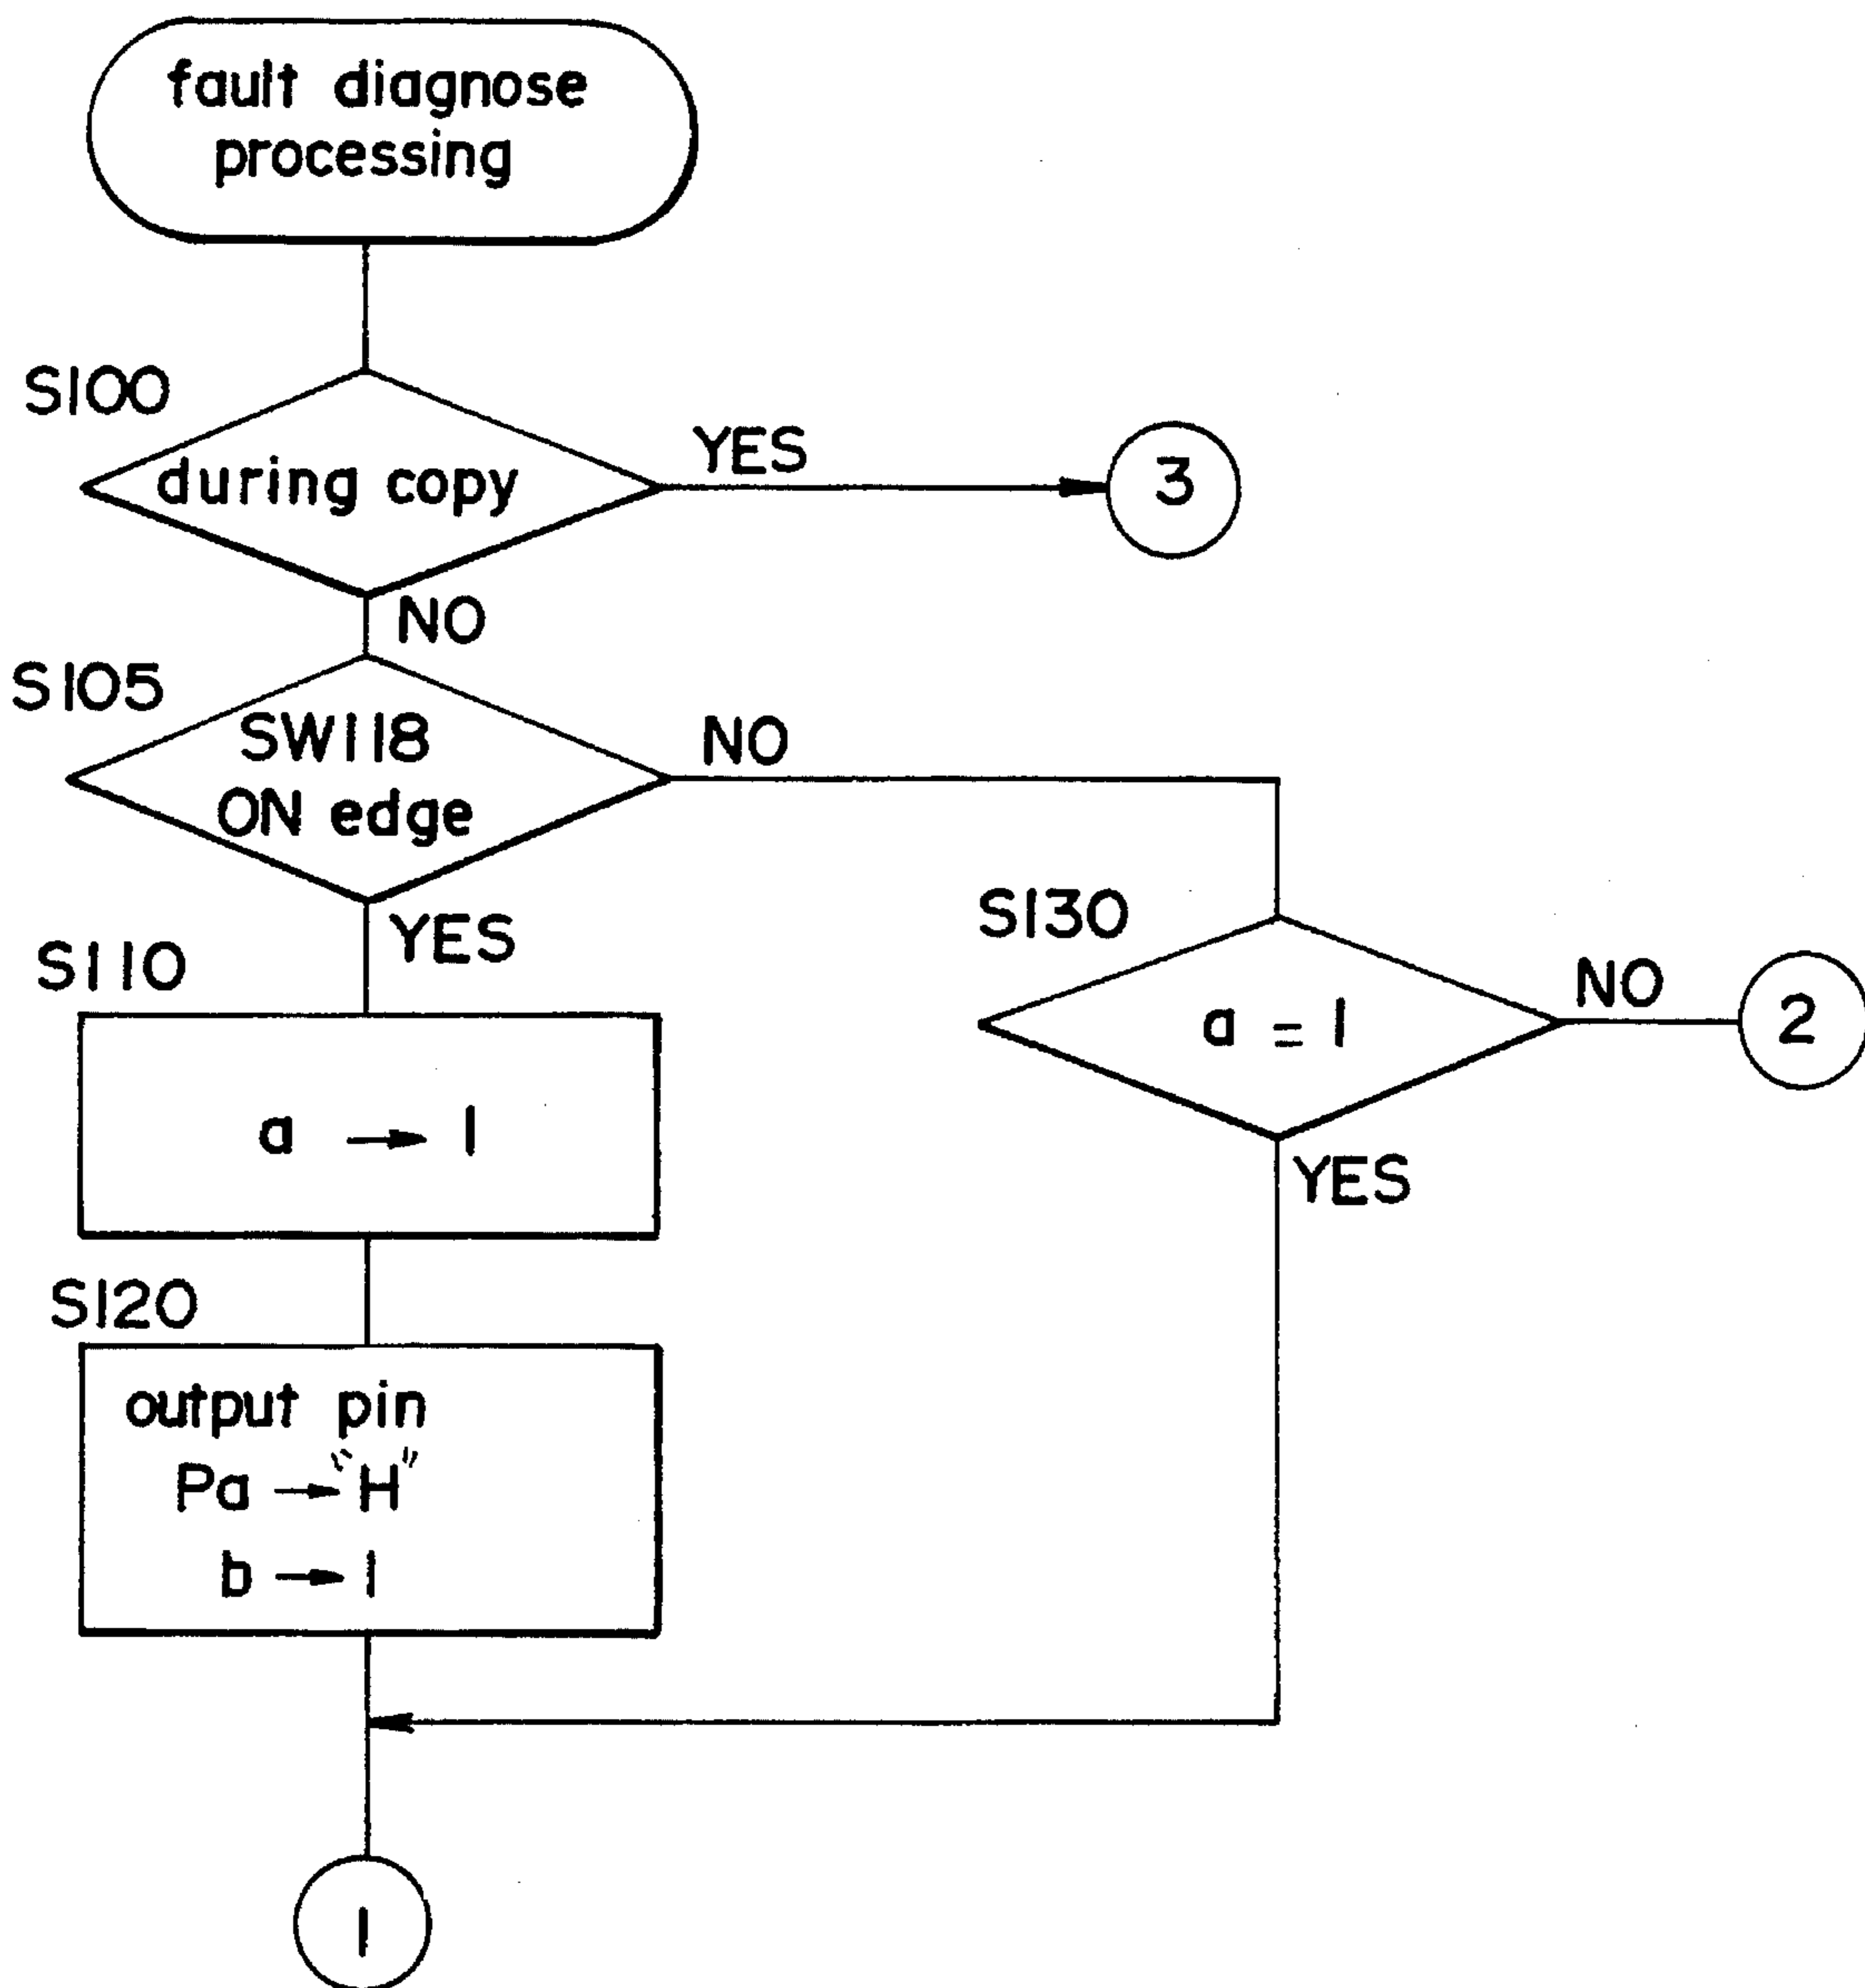 fault diagnose
processing
S100
during copy
YES
3
NO
S105
SW118
ON edge
NO
YES
S130
a = 1
NO
2
YES
S110
a → 1
S120
output pin
Pa → "H"
b → 1
1